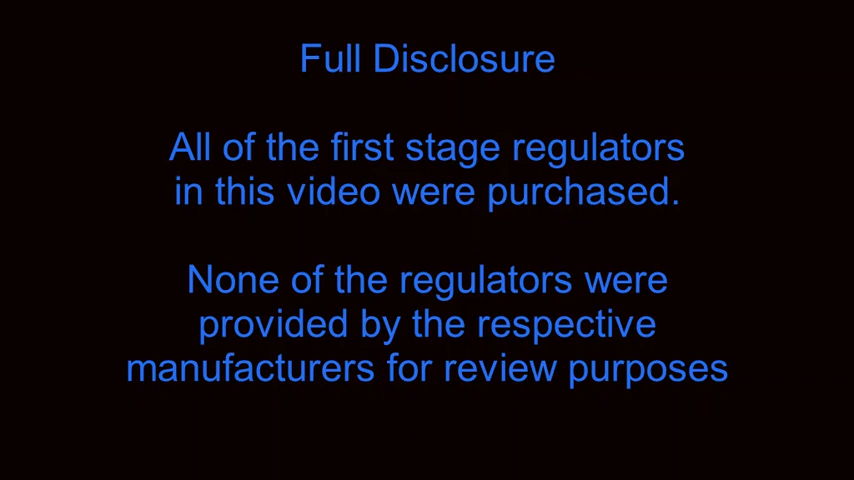 Full Disclosure
All of the first stage regulators
in this video were purchased.
None of the regulators were
provided by the respective
manufacturers for review purposes